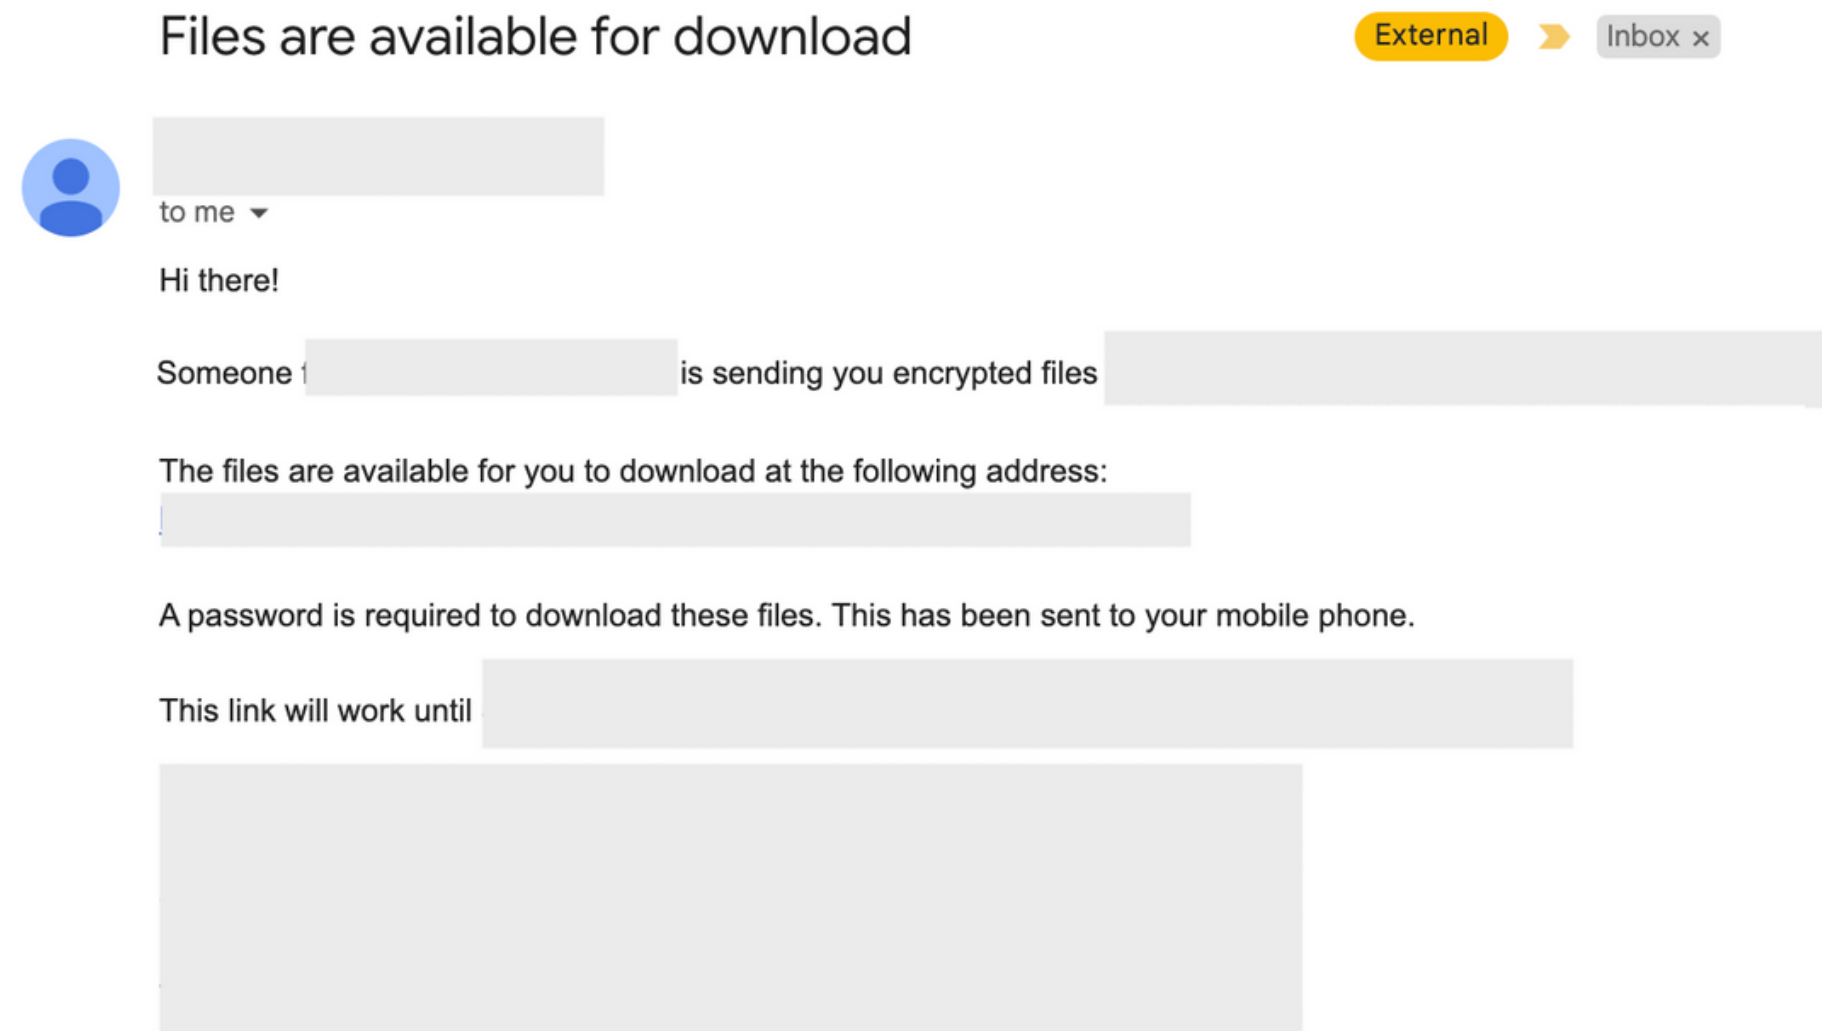 Files are available for download
External
Inbox ×
to me
Hi there!
Someone is sending you encrypted files
The files are available for you to download at the following address:
A password is required to download these files. This has been sent to your mobile phone.
This link will work until